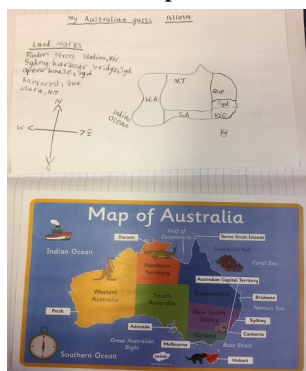 My Australian guess
Land marks
Flinders street station, Vic
Sydney harbour bridge, Syd
opera house, Syd
Rainforest, Que
uluru, NT
N
W
E
S
Indian
Ocean
N.T
W.A
Que
Syd
S.A
Vic
Map of Australia
Indian Ocean
Darwin
Gulf of
Carpentaria
Torres Strait Islands
Great Barrier Reef
Coral Sea
Northern
Territory
Australian Capital Territory
Western
Australia
South
Australia
Queensland
Brisbane
Tasman Sea
New South
Wales
Sydney
Perth
Adelaide
Canberra
Victoria
Great Australian
Bight
Melbourne
Bass Strait
Southern Ocean
Hobart